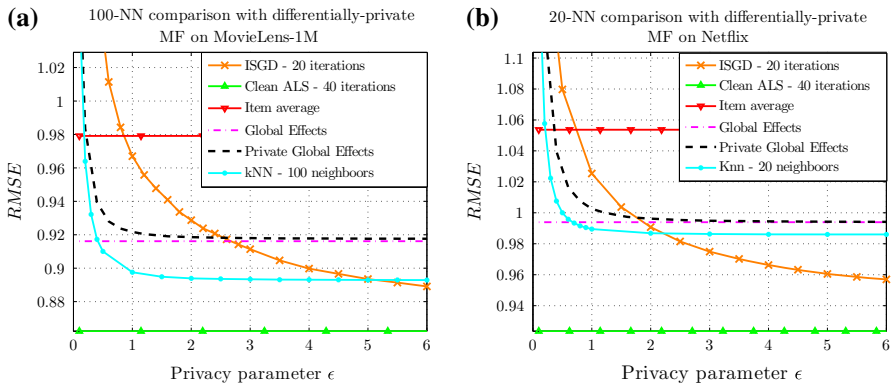 (a)
100-NN comparison with differentially-private
MF on MovieLens-1M
RMSE
1.02
1
0.98
0.96
0.94
0.92
0.9
0.88
ISGD - 20 iterations
Clean ALS - 40 iterations
Item average
Global Effects
Private Global Effects
kNN - 100 neighboors
0 1 2 3 4 5 6
Privacy parameter ϵ
(b)
20-NN comparison with differentially-private
MF on Netflix
RMSE
1.1
1.08
1.06
1.04
1.02
1
0.98
0.96
0.94
ISGD - 20 iterations
Clean ALS - 40 iterations
Item average
Global Effects
Private Global Effects
Knn - 20 neighboors
0 1 2 3 4 5 6
Privacy parameter ϵ